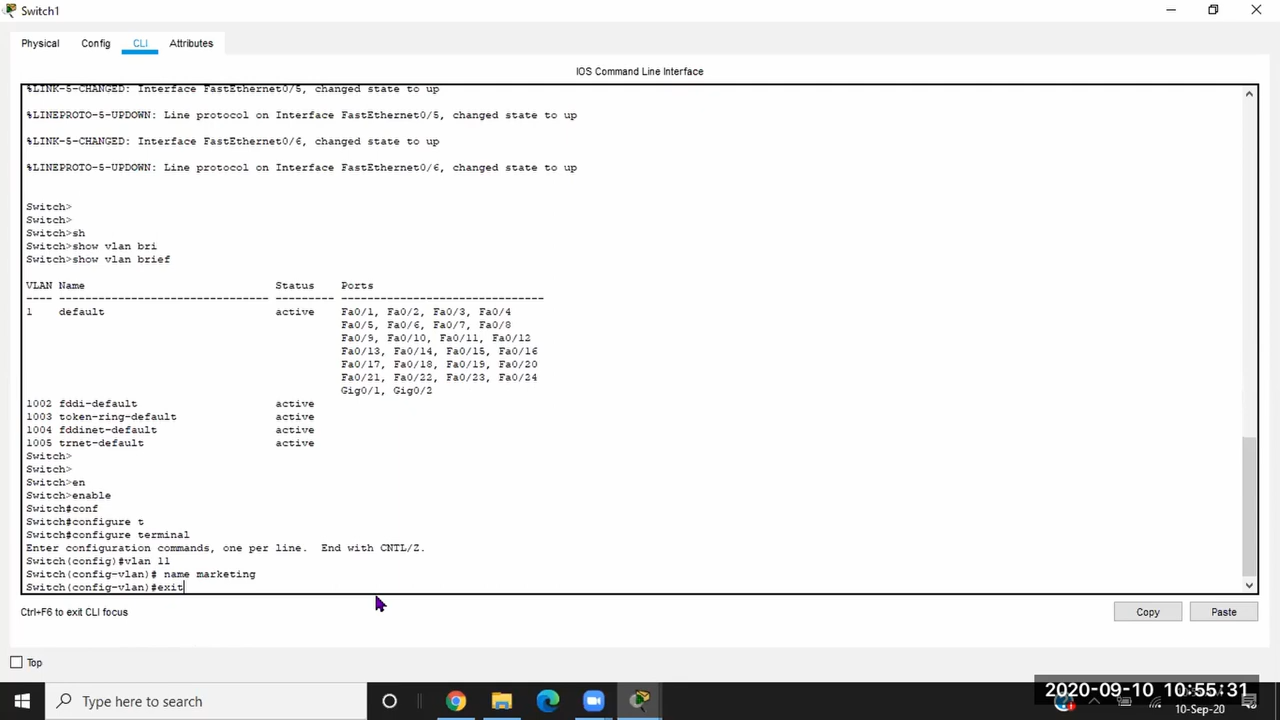 Switch1
Physical Config CLI Attributes
IOS Command Line Interface
%LINK-5-CHANGED: Interface FastEthernet0/5, changed state to up
%LINEPROTO-5-UPDOWN: Line protocol on Interface FastEthernet0/5, changed state to up
%LINK-5-CHANGED: Interface FastEthernet0/6, changed state to up
%LINEPROTO-5-UPDOWN: Line protocol on Interface FastEthernet0/6, changed state to up
Switch>
Switch>
Switch>sh
Switch>show vlan bri
Switch>show vlan brief
VLAN Name Status Ports
---- -------------------------------- --------- -------------------------------
1 default active Fa0/1, Fa0/2, Fa0/3, Fa0/4
Fa0/5, Fa0/6, Fa0/7, Fa0/8
Fa0/9, Fa0/10, Fa0/11, Fa0/12
Fa0/13, Fa0/14, Fa0/15, Fa0/16
Fa0/17, Fa0/18, Fa0/19, Fa0/20
Fa0/21, Fa0/22, Fa0/23, Fa0/24
Gig0/1, Gig0/2
1002 fddi-default active
1003 token-ring-default active
1004 fddinet-default active
1005 trnet-default active
Switch>
Switch>
Switch>en
Switch>enable
Switch#conf
Switch#configure t
Switch#configure terminal
Enter configuration commands, one per line. End with CNTL/Z.
Switch(config)#vlan 11
Switch(config-vlan)# name marketing
Switch(config-vlan)#exit
Ctrl+F6 to exit CLI focus
Copy Paste
Top
Type here to search
2020-09-10 10:55:31
10-Sep-20